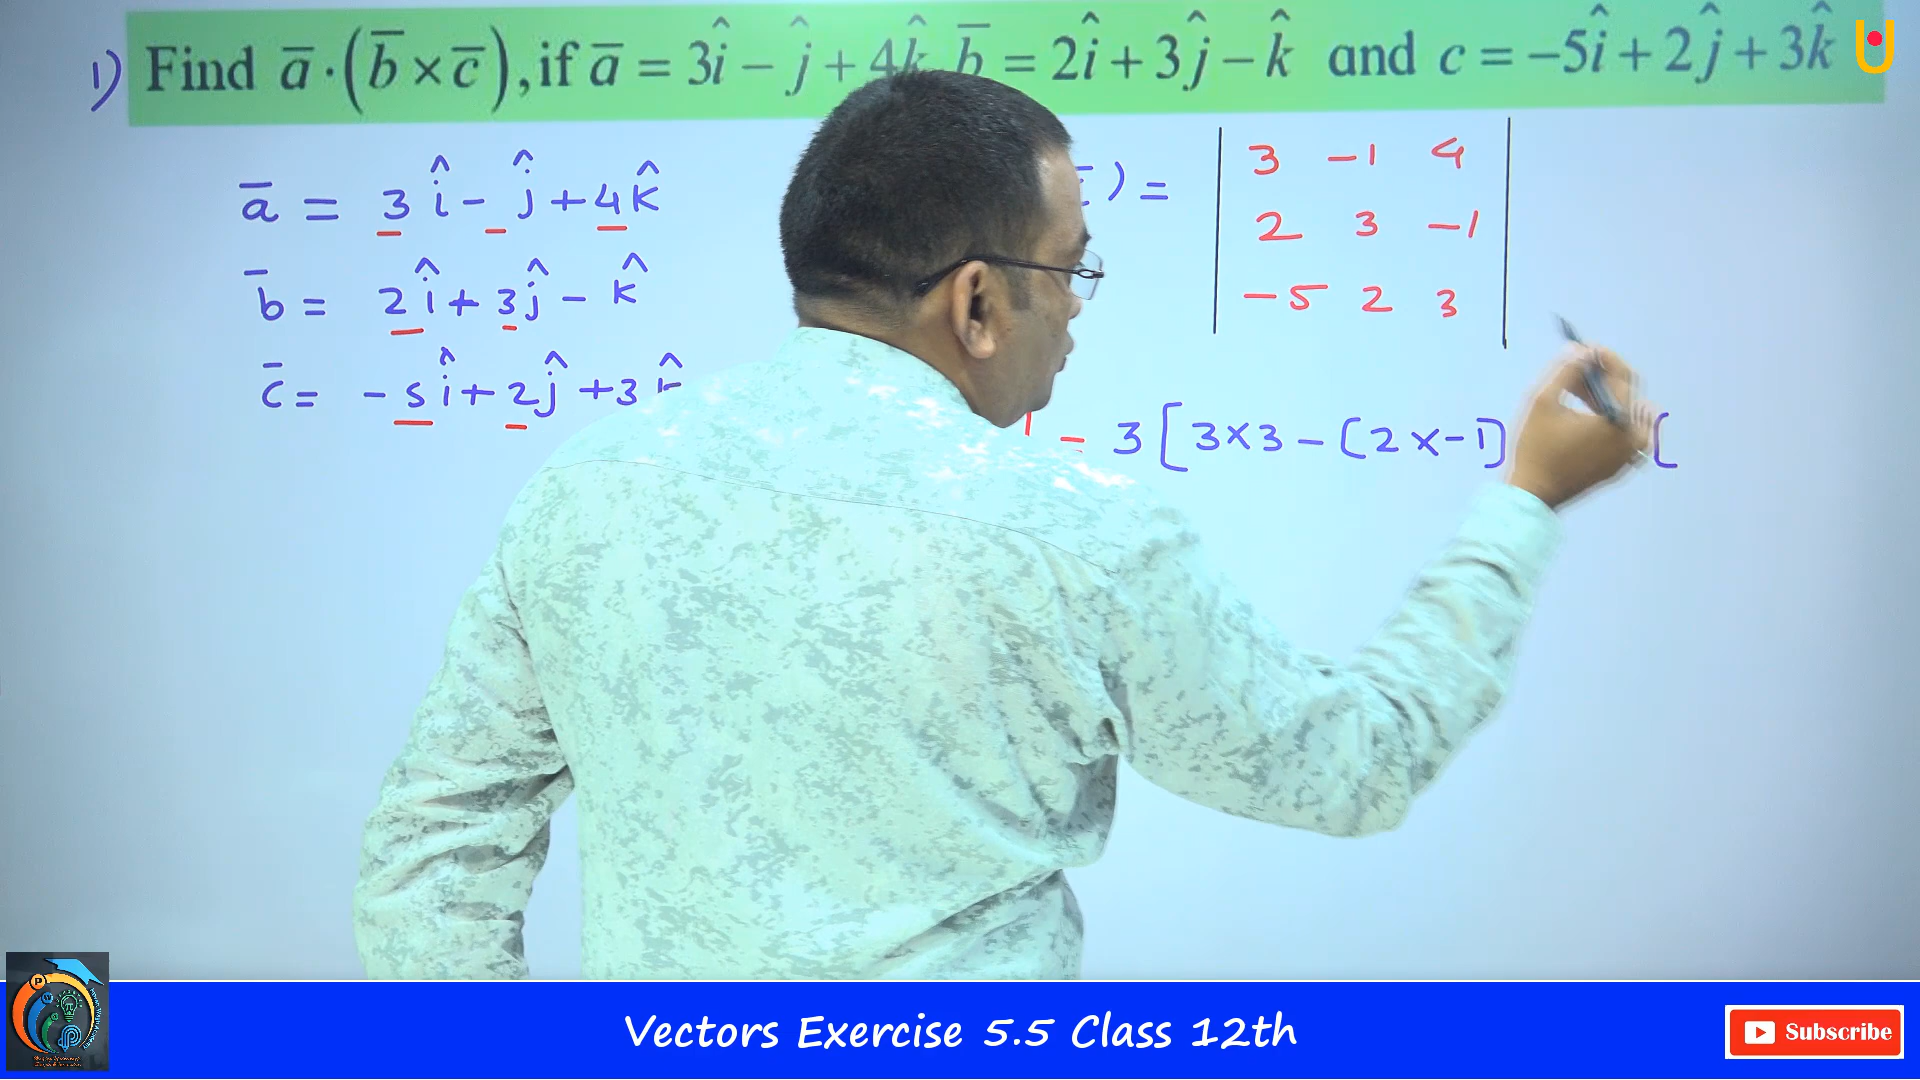 1) Find a̅·(b̅×c̅), if a̅ = 3î − ĵ + 4k̂ b̅ = 2î + 3ĵ − k̂ and c = −5î + 2ĵ + 3k̂
a̅ = 3î − ĵ + 4k̂
b̅ = 2î + 3ĵ − k̂
c̅ = −5î + 2ĵ + 3k̂
) = | 3 −1 4 |
| 2 3 −1 |
| −5 2 3 |
= 3 [ 3×3 − (2×−1) (
Vectors Exercise 5.5 Class 12th
Subscribe